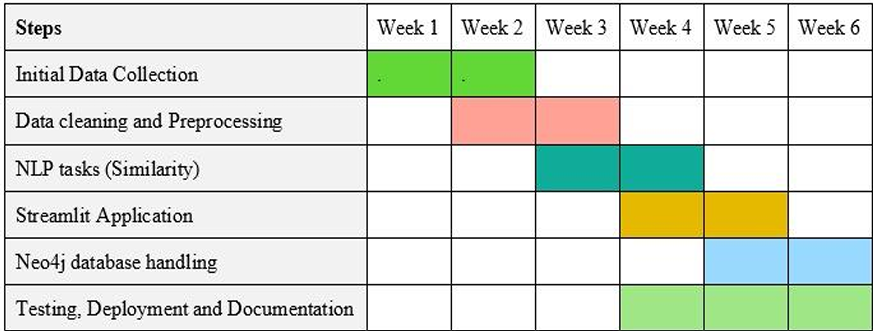 Steps Week 1 Week 2 Week 3 Week 4 Week 5 Week 6
Initial Data Collection . .
Data cleaning and Preprocessing
NLP tasks (Similarity)
Streamlit Application
Neo4j database handling
Testing, Deployment and Documentation